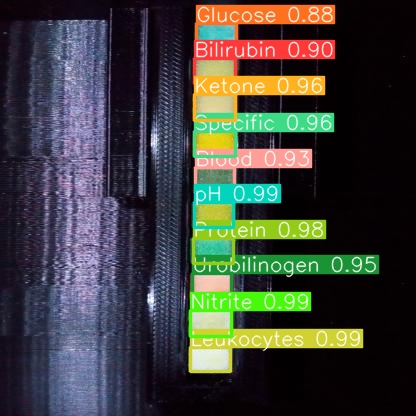 Glucose 0.88
Bilirubin 0.90
Ketone 0.96
Specific 0.96
Blood 0.93
pH 0.99
Protein 0.98
Urobilinogen 0.95
Nitrite 0.99
Leukocytes 0.99